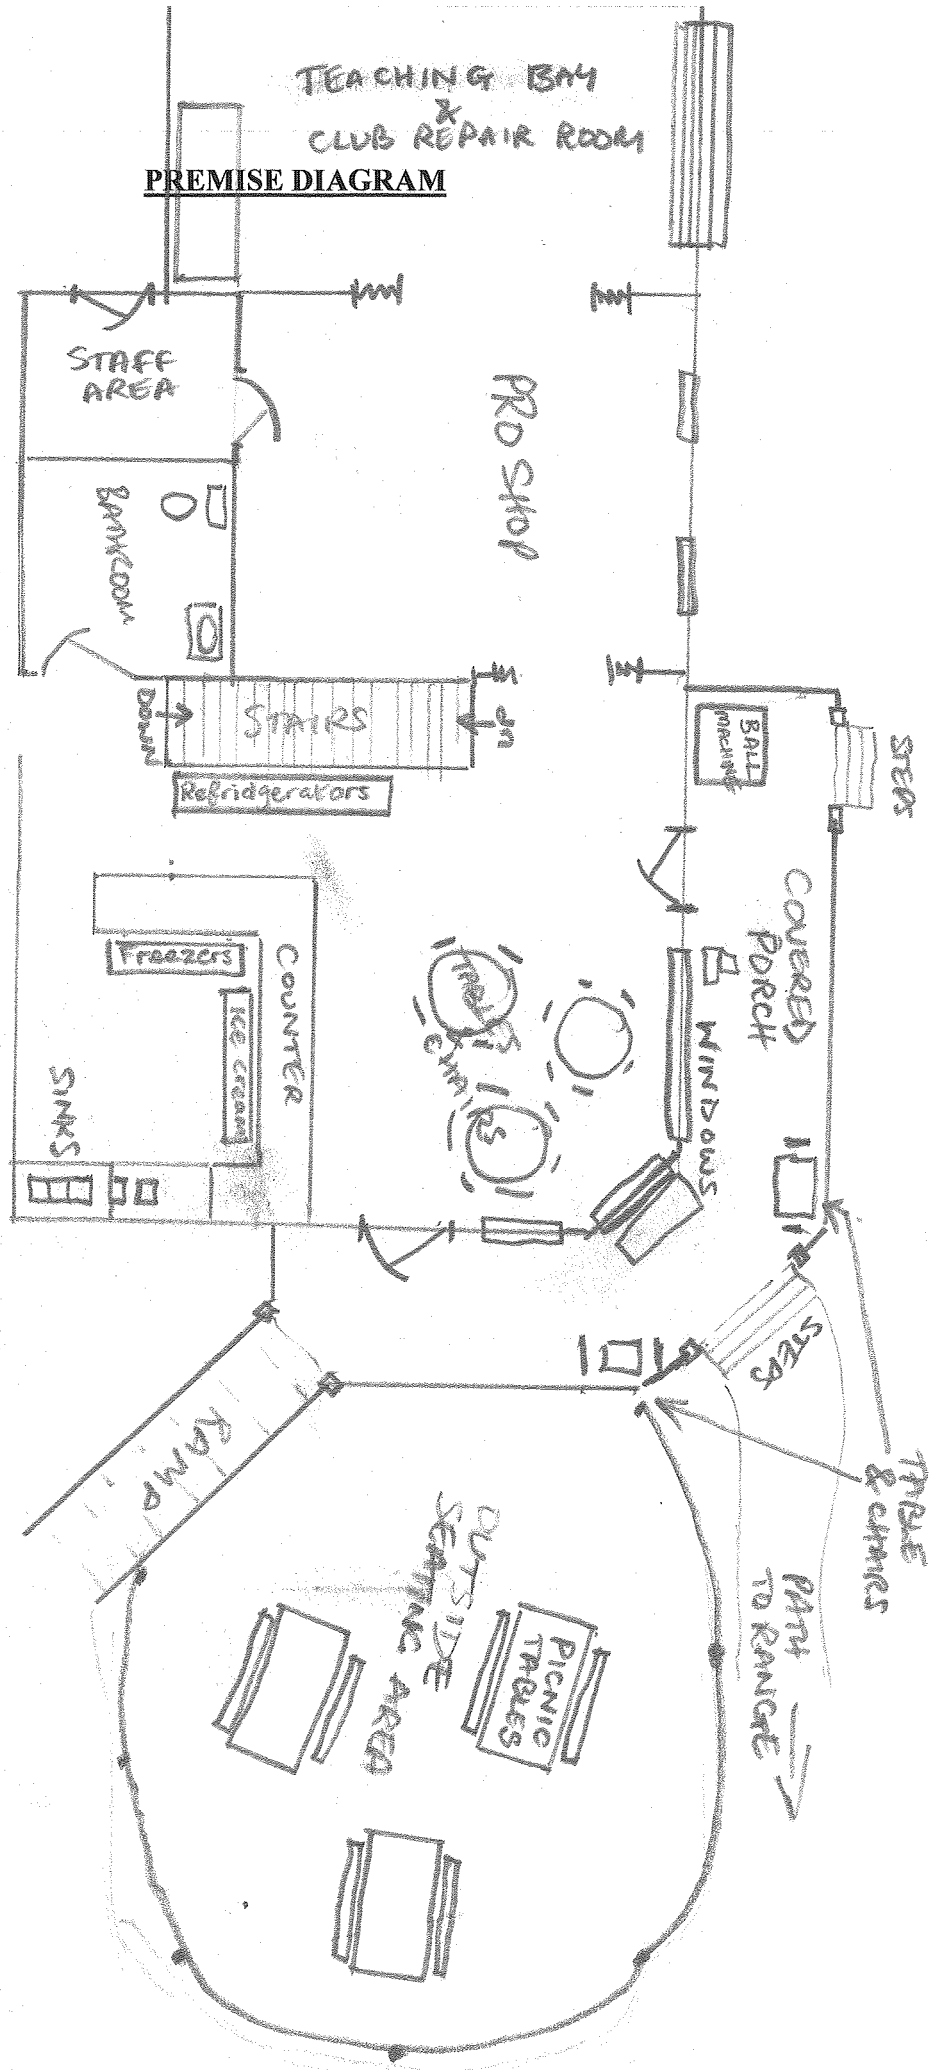 TEACHING BAY
&
CLUB REPAIR ROOM
PREMISE DIAGRAM
STAFF
AREA
PRO SHOP
BATHROOM
DOWN
STAIRS
UP
Refridgerators
BALL
MACHINE
STEPS
COVERED
PORCH
Freezers
COUNTER
ICE CREAM
SINKS
TABLES
& CHAIRS
WINDOWS
STEPS
RAMP
TABLE
& CHAIRS
PATH
TO RANGE
OUTSIDE
SEATING AREA
PICNIC
TABLES